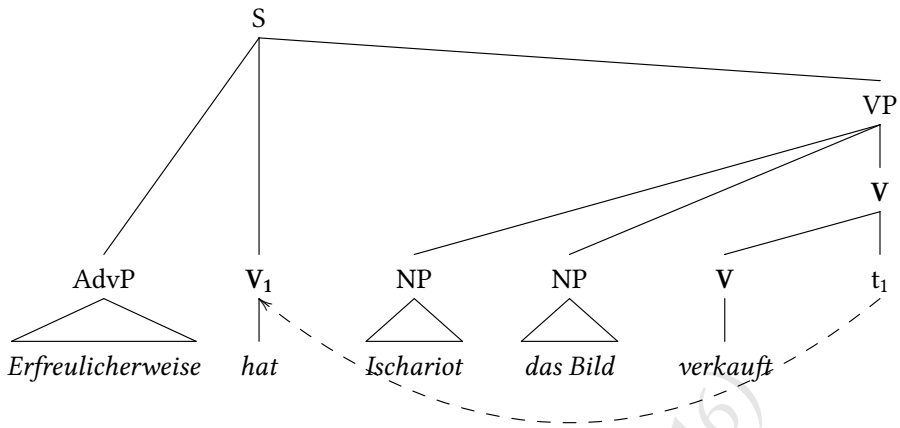 S
VP
V
AdvP V₁ NP NP V t₁
Erfreulicherweise hat Ischariot das Bild verkauft